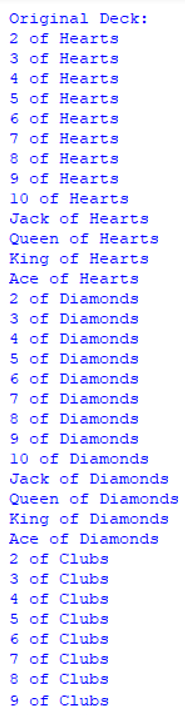 Original Deck:
2 of Hearts
3 of Hearts
4 of Hearts
5 of Hearts
6 of Hearts
7 of Hearts
8 of Hearts
9 of Hearts
10 of Hearts
Jack of Hearts
Queen of Hearts
King of Hearts
Ace of Hearts
2 of Diamonds
3 of Diamonds
4 of Diamonds
5 of Diamonds
6 of Diamonds
7 of Diamonds
8 of Diamonds
9 of Diamonds
10 of Diamonds
Jack of Diamonds
Queen of Diamonds
King of Diamonds
Ace of Diamonds
2 of Clubs
3 of Clubs
4 of Clubs
5 of Clubs
6 of Clubs
7 of Clubs
8 of Clubs
9 of Clubs